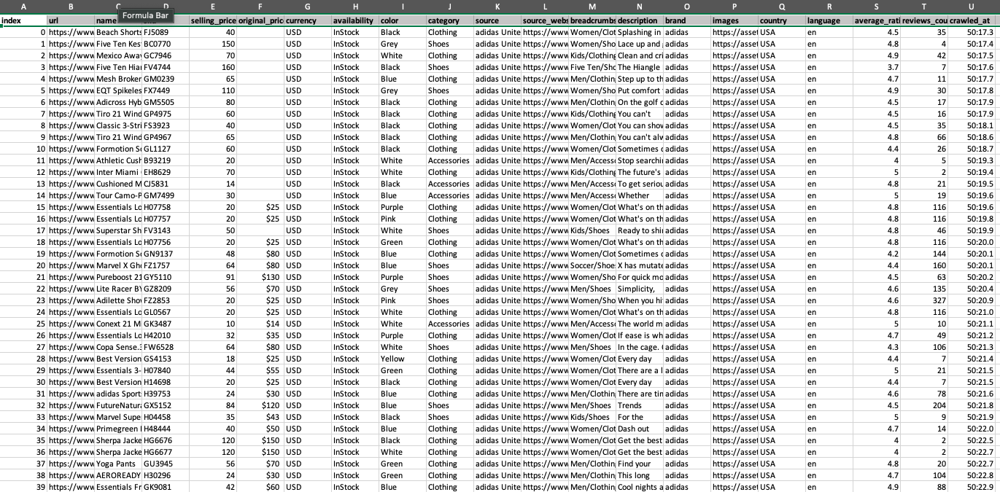 A B C D E F G H I J K L M N O P Q R S T U
Formula Bar
index url name selling_price original_pric currency availability color category source source_webs breadcrumbs description brand images country language average_rati reviews_cou crawled_at
0 https://www Beach Shorts FJ5089 40 USD InStock Black Clothing adidas Unite https://www Women/Clot Splashing in adidas https://asset USA en 4.5 35 50:17.3
1 https://www Five Ten Kes BC0770 150 USD InStock Grey Shoes adidas Unite https://www Women/Sho Lace up and adidas https://asset USA en 4.8 4 50:17.4
2 https://www Mexico Away GC7946 70 USD InStock White Clothing adidas Unite https://www Kids/Clothing Clean and cri adidas https://asset USA en 4.9 42 50:17.5
3 https://www Five Ten Hian FV4744 160 USD InStock Black Shoes adidas Unite https://www Five Ten/Sho The Hiangle adidas https://asset USA en 3.7 7 50:17.6
4 https://www Mesh Broken GM0239 65 USD InStock Blue Clothing adidas Unite https://www Men/Clothin Step up to th adidas https://asset USA en 4.7 11 50:17.7
5 https://www EQT Spikeles FX7449 110 USD InStock Grey Shoes adidas Unite https://www Women/Sho Put comfort adidas https://asset USA en 4.9 30 50:17.8
6 https://www Adicross Hyb GM5505 80 USD InStock Black Clothing adidas Unite https://www Men/Clothin On the golf c adidas https://asset USA en 4.5 17 50:17.9
7 https://www Tiro 21 Wind GP4975 60 USD InStock Black Clothing adidas Unite https://www Kids/Clothing You can't adidas https://asset USA en 4.5 16 50:17.9
8 https://www Classic 3-Stri FS3923 40 USD InStock Black Clothing adidas Unite https://www Women/Clot You can show adidas https://asset USA en 4.5 35 50:18.1
9 https://www Tiro 21 Wind GP4967 65 USD InStock Black Clothing adidas Unite https://www Men/Clothin You can't alw adidas https://asset USA en 4.8 66 50:18.6
10 https://www Formotion Sc GL1127 60 USD InStock Black Clothing adidas Unite https://www Women/Clot Sometimes c adidas https://asset USA en 4.4 26 50:18.7
11 https://www Athletic Cush B93219 20 USD InStock White Accessories adidas Unite https://www Men/Access Stop searchin adidas https://asset USA en 4 5 50:19.3
12 https://www Inter Miami EH8629 70 USD InStock White Clothing adidas Unite https://www Kids/Clothing The future's adidas https://asset USA en 5 2 50:19.4
13 https://www Cushioned M CJ5831 14 USD InStock Black Accessories adidas Unite https://www Men/Access To get seriou adidas https://asset USA en 4.8 21 50:19.5
14 https://www Tour Camo-P GM7499 30 USD InStock Blue Accessories adidas Unite https://www Men/Access Whether adidas https://asset USA en 5 19 50:19.6
15 https://www Essentials Lo H07758 20 $25 USD InStock Purple Clothing adidas Unite https://www Women/Clot What's on th adidas https://asset USA en 4.8 116 50:19.6
16 https://www Essentials Lo H07757 20 $25 USD InStock Pink Clothing adidas Unite https://www Women/Clot What's on th adidas https://asset USA en 4.8 116 50:19.8
17 https://www Superstar Sh FV3143 50 USD InStock White Shoes adidas Unite https://www Kids/Shoes Ready to shi adidas https://asset USA en 4.8 46 50:19.9
18 https://www Essentials Lo H07756 20 $25 USD InStock Green Clothing adidas Unite https://www Women/Clot What's on th adidas https://asset USA en 4.8 116 50:20.0
19 https://www Formotion Sc GN9137 48 $80 USD InStock Blue Clothing adidas Unite https://www Women/Clot Sometimes c adidas https://asset USA en 4.2 144 50:20.1
20 https://www Marvel X Gho FZ1757 64 $80 USD InStock Blue Shoes adidas Unite https://www Soccer/Shoe X has mutate adidas https://asset USA en 4.4 160 50:20.1
21 https://www Pureboost 21 GY5110 91 $130 USD InStock Purple Shoes adidas Unite https://www Women/Sho For quick mo adidas https://asset USA en 4.5 63 50:20.2
22 https://www Lite Racer BY GZ8209 56 $70 USD InStock Grey Shoes adidas Unite https://www Men/Shoes Simplicity, adidas https://asset USA en 4.6 135 50:20.4
23 https://www Adilette Show FZ2853 20 $25 USD InStock Pink Shoes adidas Unite https://www Women/Sho When you hi adidas https://asset USA en 4.6 327 50:20.9
24 https://www Essentials Lo GL0567 20 $25 USD InStock White Clothing adidas Unite https://www Women/Clot What's on th adidas https://asset USA en 4.8 116 50:21.0
25 https://www Conext 21 M GK3487 10 $14 USD InStock White Accessories adidas Unite https://www Men/Access The world m adidas https://asset USA en 5 10 50:21.1
26 https://www Essentials Lo H42010 32 $35 USD InStock Purple Clothing adidas Unite https://www Women/Clot If ease is wh adidas https://asset USA en 4.7 49 50:21.2
27 https://www Copa Sense.3 FW6528 64 $80 USD InStock White Shoes adidas Unite https://www Men/Shoes In the cage. adidas https://asset USA en 4.3 106 50:21.3
28 https://www Best Version GS4153 18 $25 USD InStock Yellow Clothing adidas Unite https://www Women/Clot Every day adidas https://asset USA en 4.4 7 50:21.4
29 https://www Essentials 3- H07840 44 $55 USD InStock Green Clothing adidas Unite https://www Women/Clot There are a l adidas https://asset USA en 5 21 50:21.5
30 https://www Best Version H14698 20 $25 USD InStock Black Clothing adidas Unite https://www Women/Clot Every day adidas https://asset USA en 4.4 7 50:21.5
31 https://www adidas Sport H39753 24 $30 USD InStock Blue Clothing adidas Unite https://www Men/Clothin There are tim adidas https://asset USA en 4.6 78 50:21.6
32 https://www FutureNatura GX5152 84 $120 USD InStock Blue Shoes adidas Unite https://www Men/Shoes Trends adidas https://asset USA en 4.5 204 50:21.8
33 https://www Marvel Supe H04458 35 $43 USD InStock Black Shoes adidas Unite https://www Kids/Shoes For the adidas https://asset USA en 5 9 50:21.9
34 https://www Primegreen H48444 40 $50 USD InStock Blue Clothing adidas Unite https://www Women/Clot Dash out adidas https://asset USA en 4.7 14 50:22.0
35 https://www Sherpa Jacke HG6676 120 $150 USD InStock Black Clothing adidas Unite https://www Women/Clot Get the best adidas https://asset USA en 4 2 50:22.5
36 https://www Sherpa Jacke HG6677 120 $150 USD InStock White Clothing adidas Unite https://www Women/Clot Get the best adidas https://asset USA en 4 2 50:22.7
37 https://www Yoga Pants GU3945 56 $70 USD InStock Green Clothing adidas Unite https://www Men/Clothin Find your adidas https://asset USA en 4.8 20 50:22.7
38 https://www AEROREADY H30296 24 $30 USD InStock Green Clothing adidas Unite https://www Men/Clothin This long adidas https://asset USA en 4.7 104 50:22.8
39 https://www Essentials Fr GK9081 42 $60 USD InStock Blue Clothing adidas Unite https://www Men/Clothin Cool nights a adidas https://asset USA en 4.9 88 50:22.9